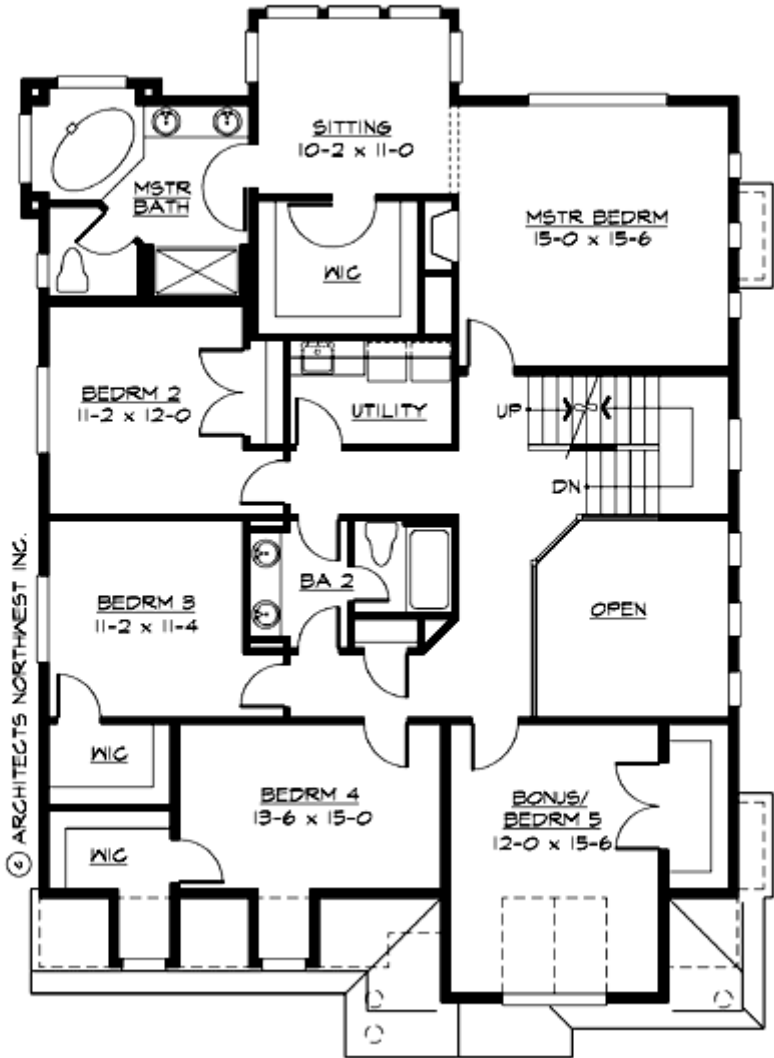 SITTING
10-2 x 11-0
MSTR
BATH
MSTR BEDRM
15-0 x 15-6
WIC
BEDRM 2
11-2 x 12-0
UTILITY
UP
DN
BEDRM 3
11-2 x 11-4
BA 2
OPEN
WIC
BEDRM 4
13-6 x 15-0
BONUS/
BEDRM 5
12-0 x 15-6
WIC
© ARCHITECTS NORTHWEST INC.